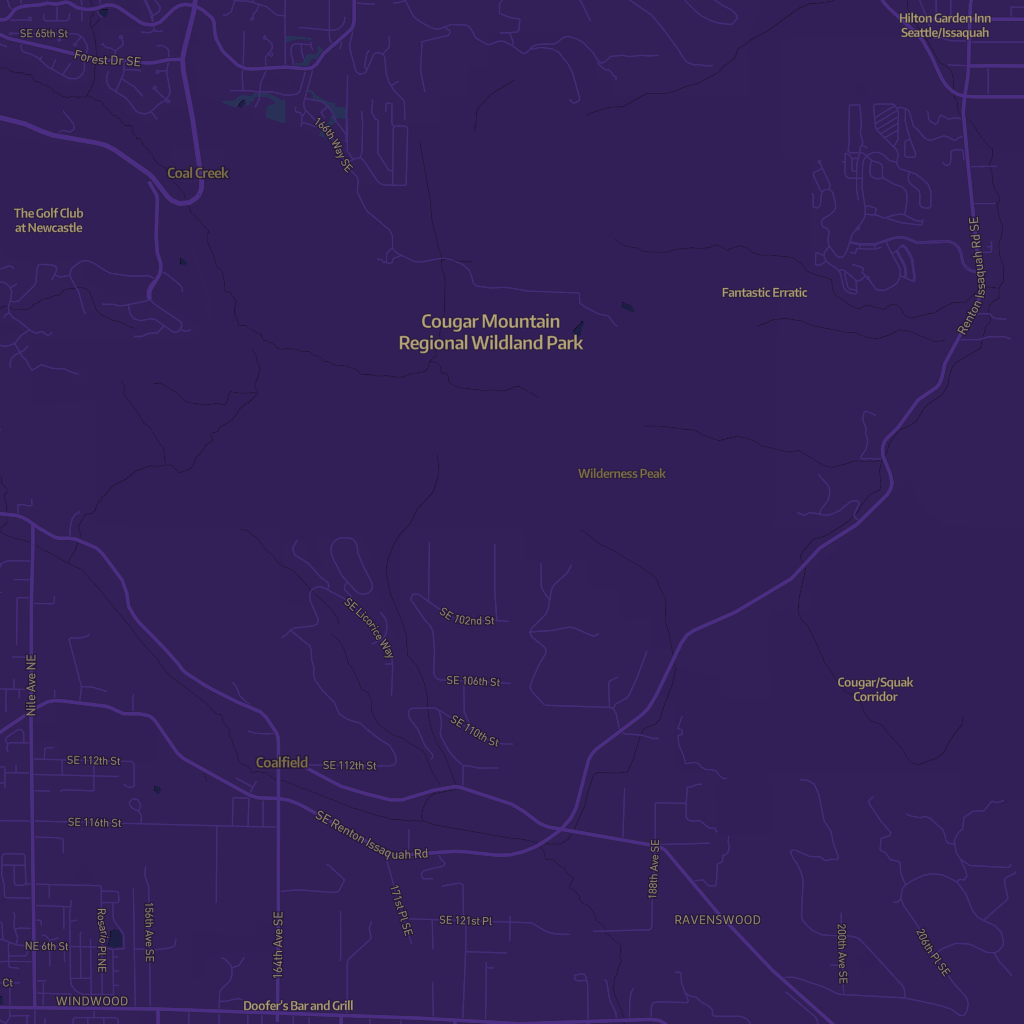 Hilton Garden Inn
Seattle/Issaquah
SE 65th St
Forest Dr SE
166th Way SE
Coal Creek
The Golf Club
at Newcastle
Renton Issaquah Rd SE
Fantastic Erratic
Cougar Mountain
Regional Wildland Park
Wilderness Peak
SE Licorice Way
SE 102nd St
Nile Ave NE
SE 106th St
Cougar/Squak
Corridor
SE 110th St
SE 112th St
Coalfield
SE 112th St
SE 116th St
SE Renton Issaquah Rd
188th Ave SE
171st Pl SE
SE 121st Pl
RAVENSWOOD
Rosario Pl NE
156th Ave SE
164th Ave SE
NE 6th St
200th Ave SE
206th Pl SE
Ct
WINDWOOD
Doofer's Bar and Grill